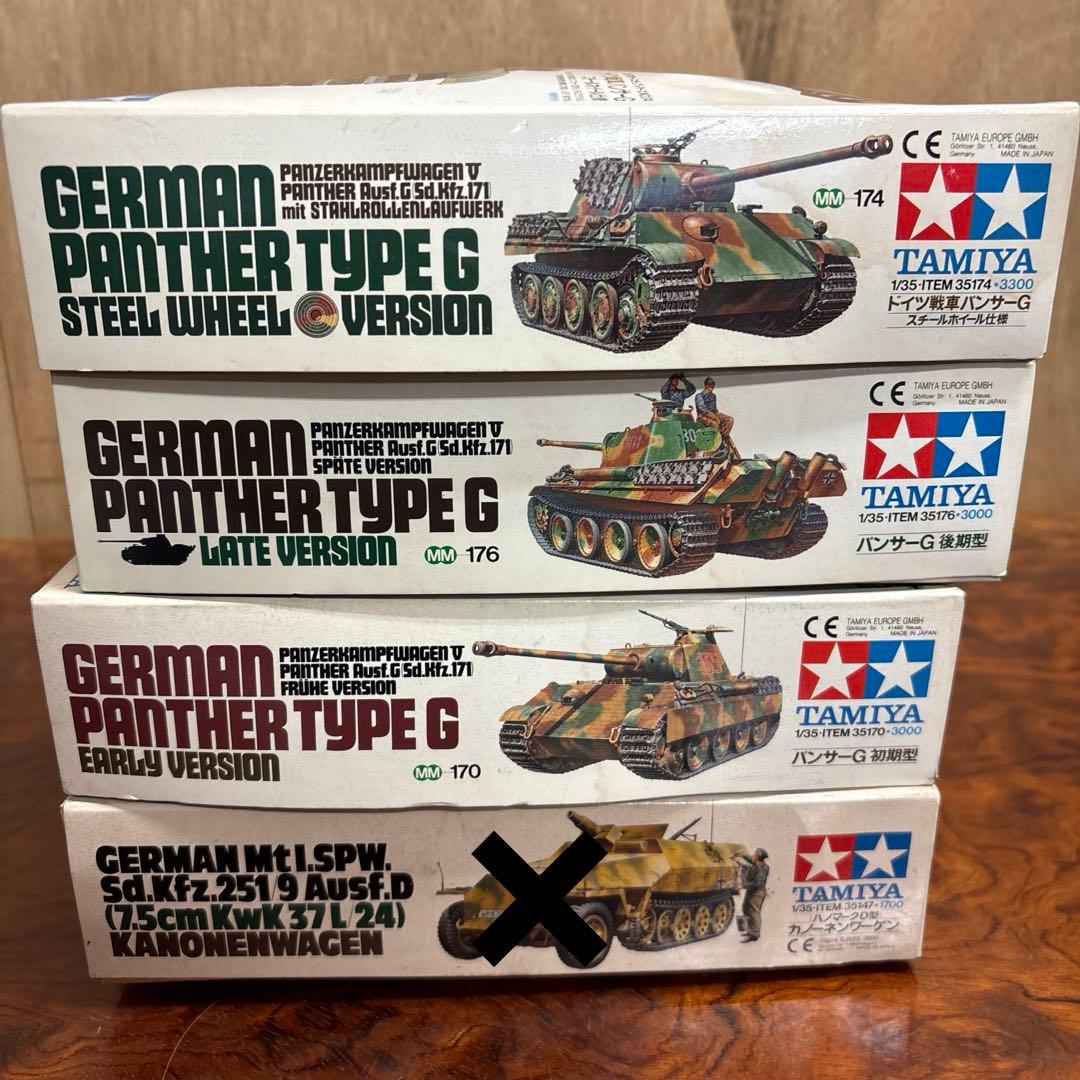 GERMAN
PANTHER TYPE G
STEEL WHEEL VERSION
PANZERKAMPFWAGEN V
PANTHER Ausf.G (Sd.Kfz.171)
mit STAHLROLLENLAUFWERK
MM 174
CE TAMIYA EUROPE GMBH
Görlitzer Str. 1, 41460 Neuss,
Germany MADE IN JAPAN
TAMIYA
1/35・ITEM 35174★3300
ドイツ戦車パンサーG
スチールホイール仕様
GERMAN
PANTHER TYPE G
LATE VERSION
PANZERKAMPFWAGEN V
PANTHER Ausf.G (Sd.Kfz.171)
SPÄTE VERSION
MM 176
CE TAMIYA EUROPE GMBH
Görlitzer Str. 1, 41460 Neuss,
Germany MADE IN JAPAN
TAMIYA
1/35・ITEM 35176★3000
パンサーG 後期型
GERMAN
PANTHER TYPE G
EARLY VERSION
PANZERKAMPFWAGEN V
PANTHER Ausf.G (Sd.Kfz.171)
FRÜHE VERSION
MM 170
CE TAMIYA EUROPE GMBH
Görlitzer Str. 1, 41460 Neuss,
Germany MADE IN JAPAN
TAMIYA
1/35・ITEM 35170★3000
パンサーG 初期型
GERMAN Mtl.SPW.
Sd.Kfz.251/9 Ausf.D
(7.5cm KwK 37 L/24)
KANONENWAGEN
TAMIYA
1/35・ITEM 35147★1700
ハノマークD型
カノーネンワーゲン
CE TAMIYA EUROPE GMBH